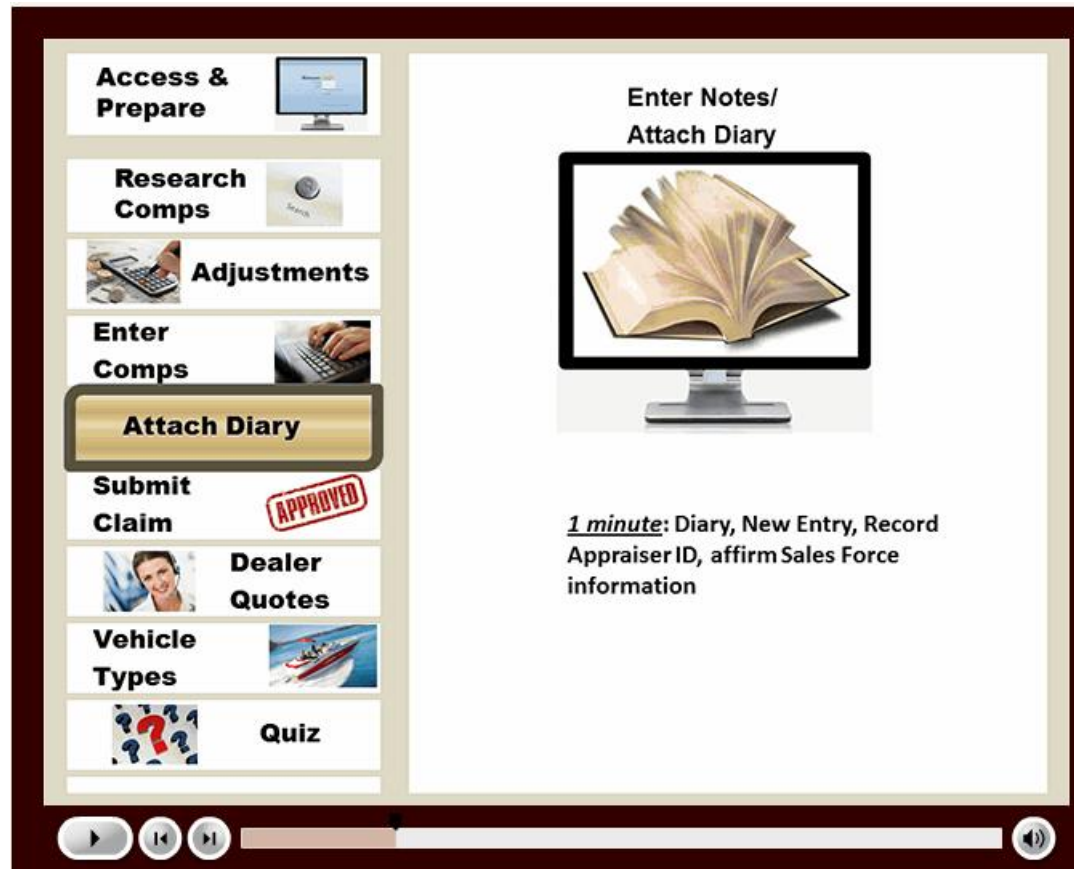 Access &
Prepare
Research
Comps
Search
Adjustments
Enter
Comps
Attach Diary
Submit
Claim
APPROVED
Dealer
Quotes
Vehicle
Types
Quiz
Enter Notes/
Attach Diary
1 minute: Diary, New Entry, Record
Appraiser ID, affirm Sales Force
information